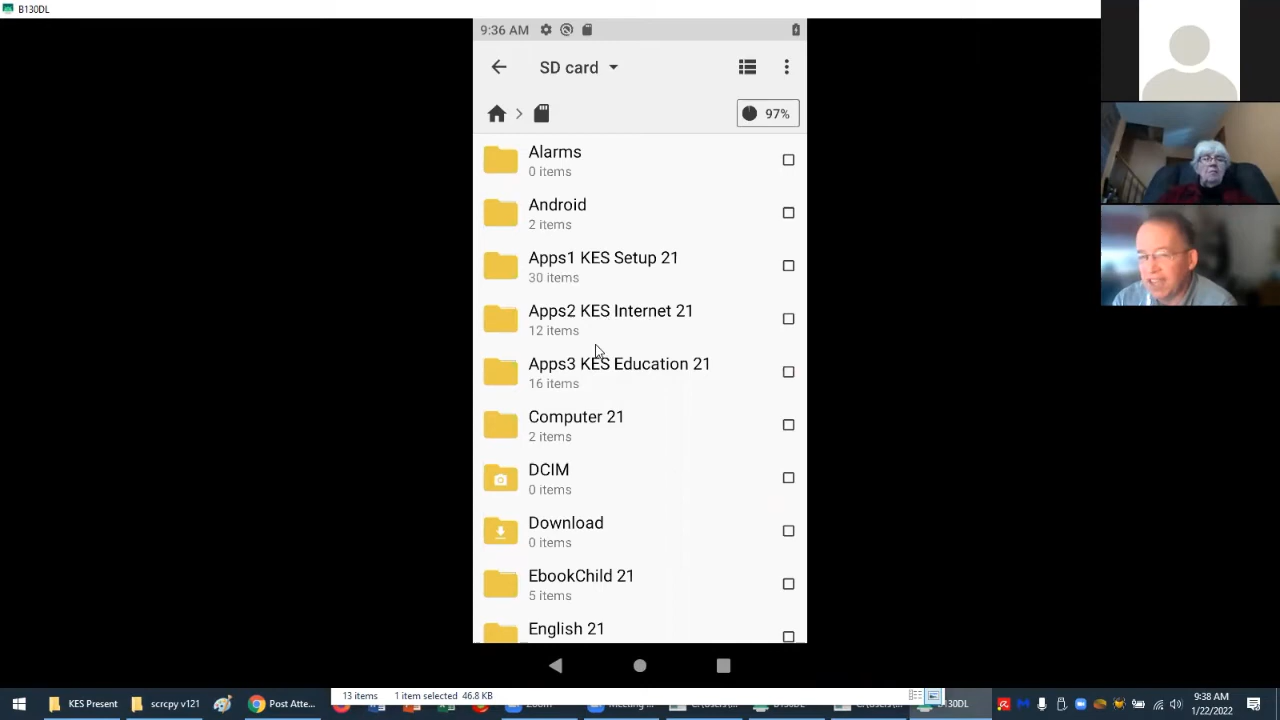 B130DL
9:36 AM
SD card
97%
Alarms
0 items
Android
2 items
Apps1 KES Setup 21
30 items
Apps2 KES Internet 21
12 items
Apps3 KES Education 21
16 items
Computer 21
2 items
DCIM
0 items
Download
0 items
EbookChild 21
5 items
English 21
13 items 1 item selected 46.8 KB
KES Present
scrcpy v121
Post Atte...
Zoom
Meeting ...
B130DL
9:38 AM
1/22/2022